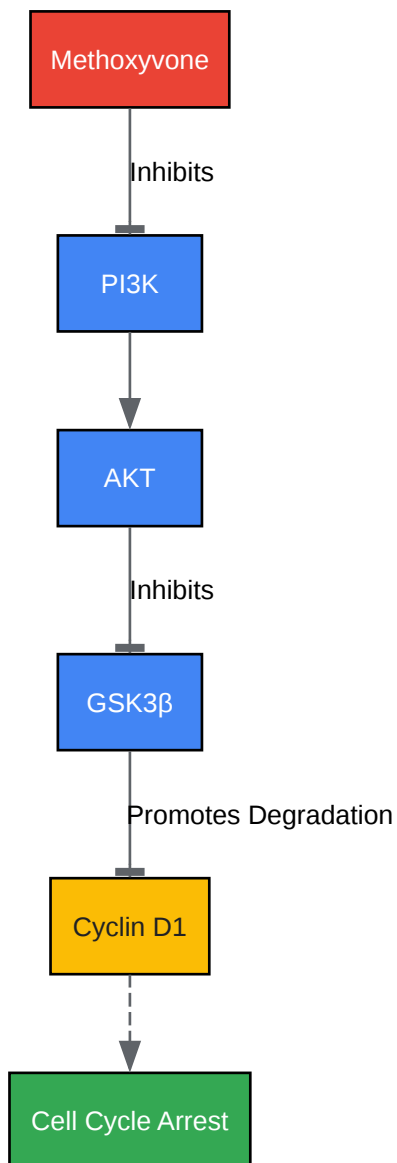 Methoxyvone
Inhibits
PI3K
AKT
Inhibits
GSK3β
Promotes Degradation
Cyclin D1
Cell Cycle Arrest